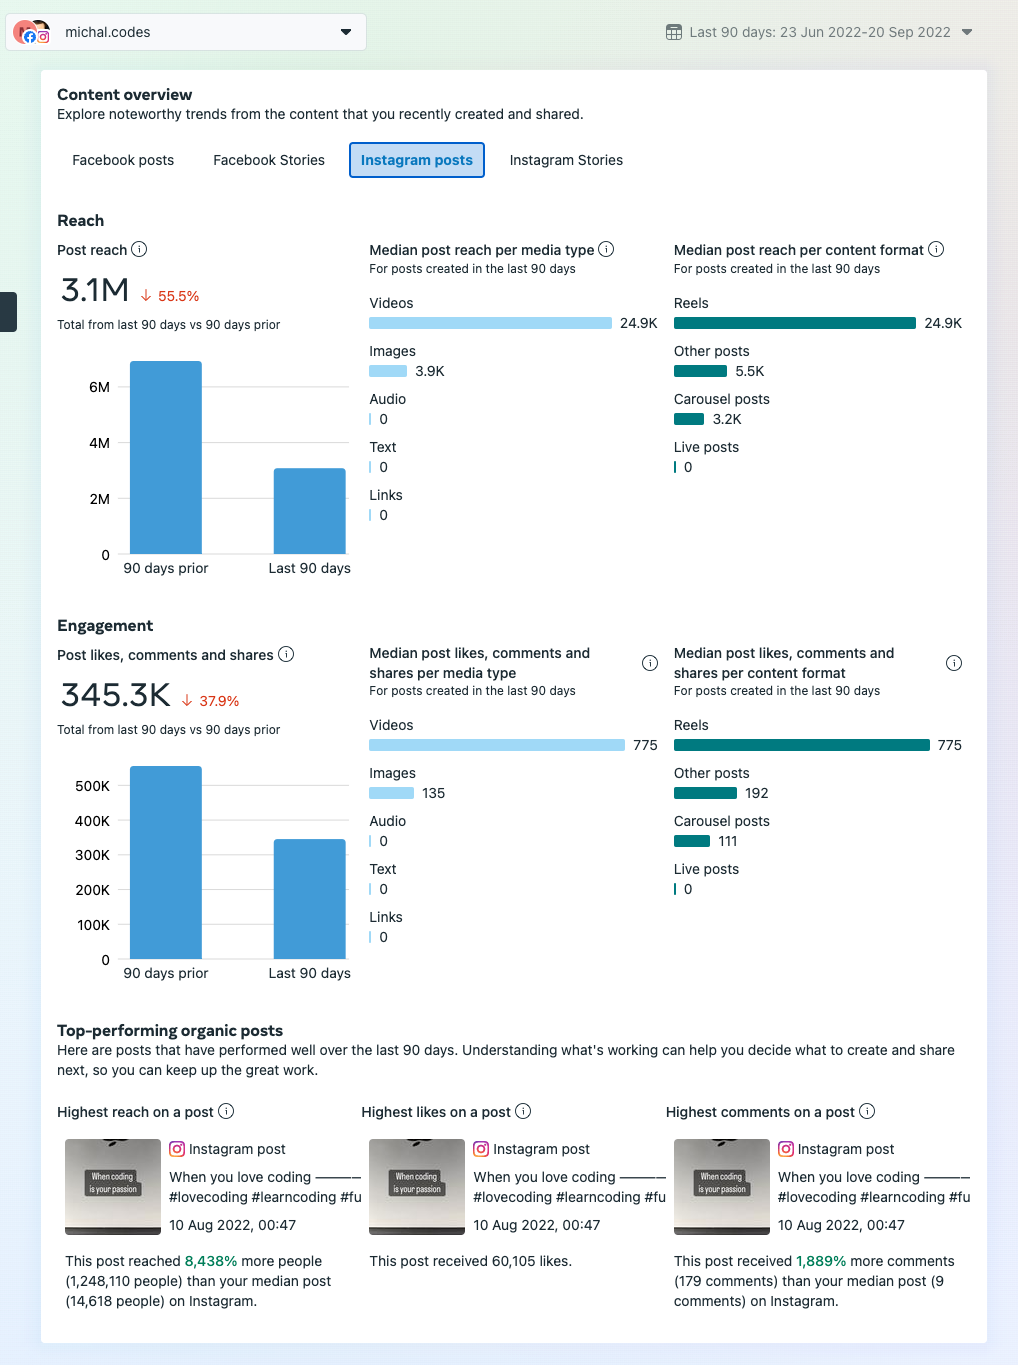 michal.codes
Last 90 days: 23 Jun 2022-20 Sep 2022
Content overview
Explore noteworthy trends from the content that you recently created and shared.
Facebook posts
Facebook Stories
Instagram posts
Instagram Stories
Reach
Post reach
3.1M
55.5%
Total from last 90 days vs 90 days prior
6M
4M
2M
0
90 days prior
Last 90 days
Median post reach per media type
For posts created in the last 90 days
Videos
24.9K
Images
3.9K
Audio
0
Text
0
Links
0
Median post reach per content format
For posts created in the last 90 days
Reels
24.9K
Other posts
5.5K
Carousel posts
3.2K
Live posts
0
Engagement
Post likes, comments and shares
345.3K
37.9%
Total from last 90 days vs 90 days prior
500K
400K
300K
200K
100K
0
90 days prior
Last 90 days
Median post likes, comments and
shares per media type
For posts created in the last 90 days
Videos
775
Images
135
Audio
0
Text
0
Links
0
Median post likes, comments and
shares per content format
For posts created in the last 90 days
Reels
775
Other posts
192
Carousel posts
111
Live posts
0
Top-performing organic posts
Here are posts that have performed well over the last 90 days. Understanding what's working can help you decide what to create and share
next, so you can keep up the great work.
Highest reach on a post
When coding
is your passion
Instagram post
When you love coding ————
#lovecoding #learncoding #fu
10 Aug 2022, 00:47
This post reached 8,438% more people
(1,248,110 people) than your median post
(14,618 people) on Instagram.
Highest likes on a post
When coding
is your passion
Instagram post
When you love coding ————
#lovecoding #learncoding #fu
10 Aug 2022, 00:47
This post received 60,105 likes.
Highest comments on a post
When coding
is your passion
Instagram post
When you love coding ————
#lovecoding #learncoding #fu
10 Aug 2022, 00:47
This post received 1,889% more comments
(179 comments) than your median post (9
comments) on Instagram.